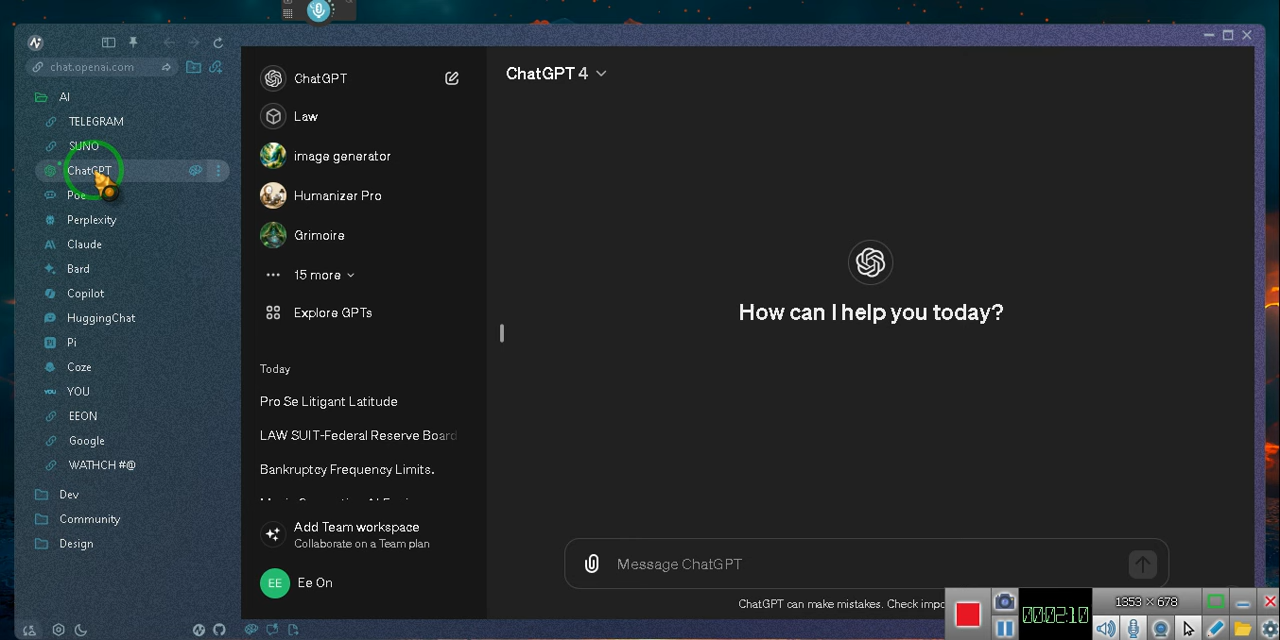 chat.openai.com
AI
TELEGRAM
SUNO
ChatGPT
Poe
Perplexity
Claude
Bard
Copilot
HuggingChat
Pi
Coze
YOU
EEON
Google
WATHCH #@
Dev
Community
Design
ChatGPT
Law
image generator
Humanizer Pro
Grimoire
15 more
Explore GPTs
Today
Pro Se Litigant Latitude
LAW SUIT-Federal Reserve Board
Bankruptcy Frequency Limits.
Add Team workspace
Collaborate on a Team plan
EE
Ee On
ChatGPT 4
How can I help you today?
Message ChatGPT
ChatGPT can make mistakes. Check impo
1353 × 678
00:02:10